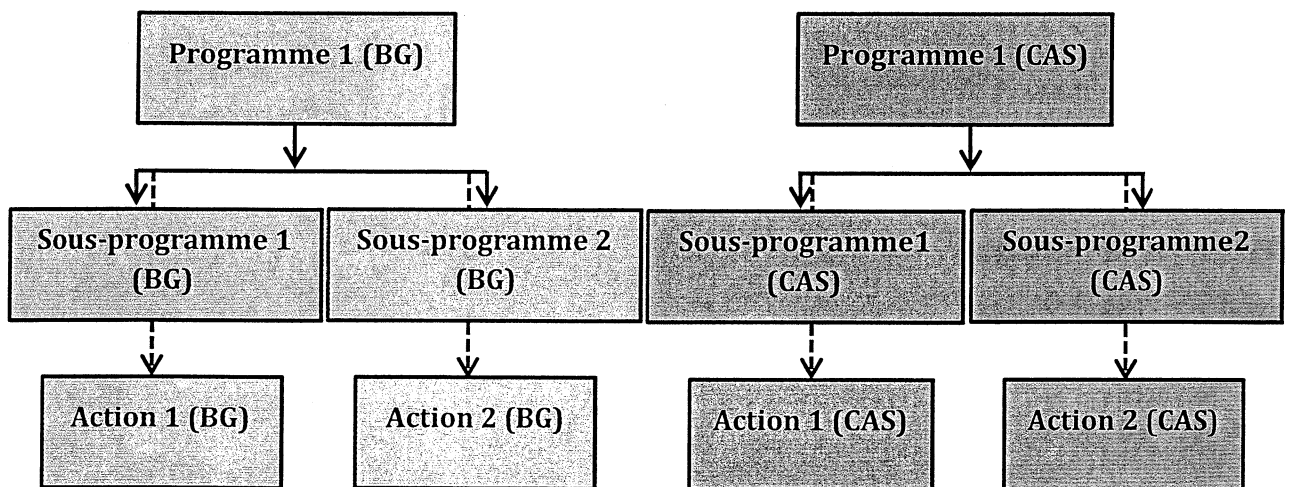 Programme 1 (BG)
Programme 1 (CAS)
Sous-programme 1
(BG)
Sous-programme 2
(BG)
Sous-programme1
(CAS)
Sous-programme2
(CAS)
Action 1 (BG)
Action 2 (BG)
Action 1 (CAS)
Action 2 (CAS)